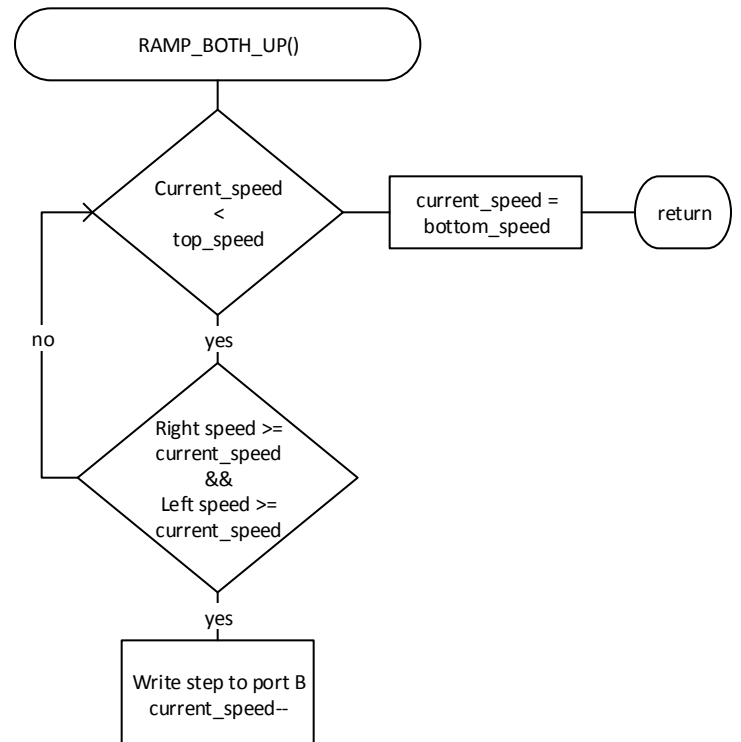 RAMP_BOTH_UP()
Current_speed
<
top_speed
current_speed =
bottom_speed
return
no
yes
Right speed >=
current_speed
&&
Left speed >=
current_speed
yes
Write step to port B
current_speed--